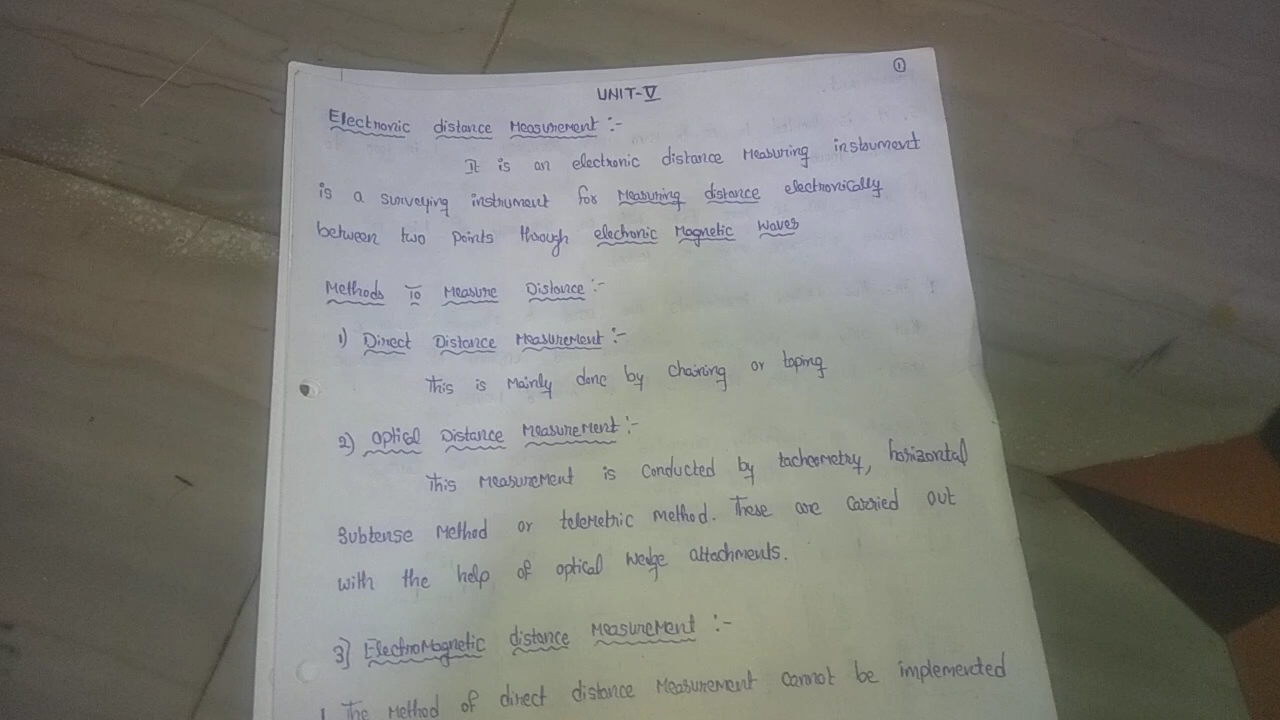 ①
UNIT-V
Electronic distance Measurement :-
It is an electronic distance Measuring instrument
is a surveying instrument for Measuring distance electronically
between two points through electronic Magnetic waves
Methods To Measure Distance :-
1) Direct Distance Measurement :-
This is Mainly done by chaining or taping
2) Optical Distance Measurement :-
This Measurement is conducted by tacheometry, horizontal
Subtense Method or telemetric method. These are carried out
with the help of optical wedge attachments.
3] ElectroMagnetic distance Measurement :-
The Method of direct distance Measurement cannot be implemented